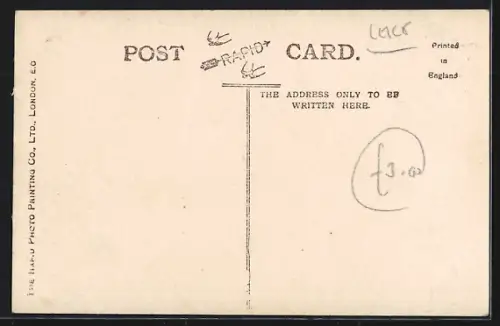 POST RAPID CARD.
Printed
in
England
THE ADDRESS ONLY TO BE
WRITTEN HERE.
£3.00
THE RAPID PHOTO PRINTING CO., LTD., LONDON, E.C